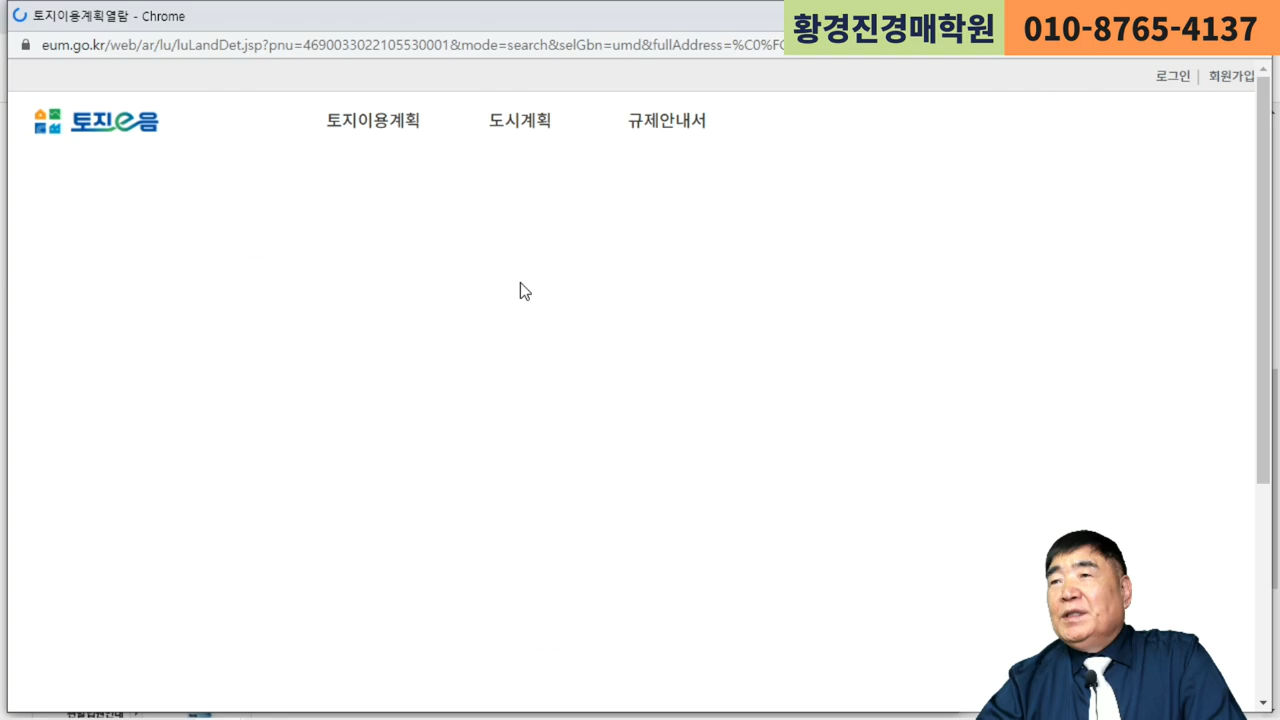 토지이용계획열람 - Chrome
황경진경매학원
010-8765-4137
eum.go.kr/web/ar/lu/luLandDet.jsp?pnu=4690033022105530001&mode=search&selGbn=umd&fullAddress=%C0%F
로그인 | 회원가입
토지e음
토지이용계획
도시계획
규제안내서